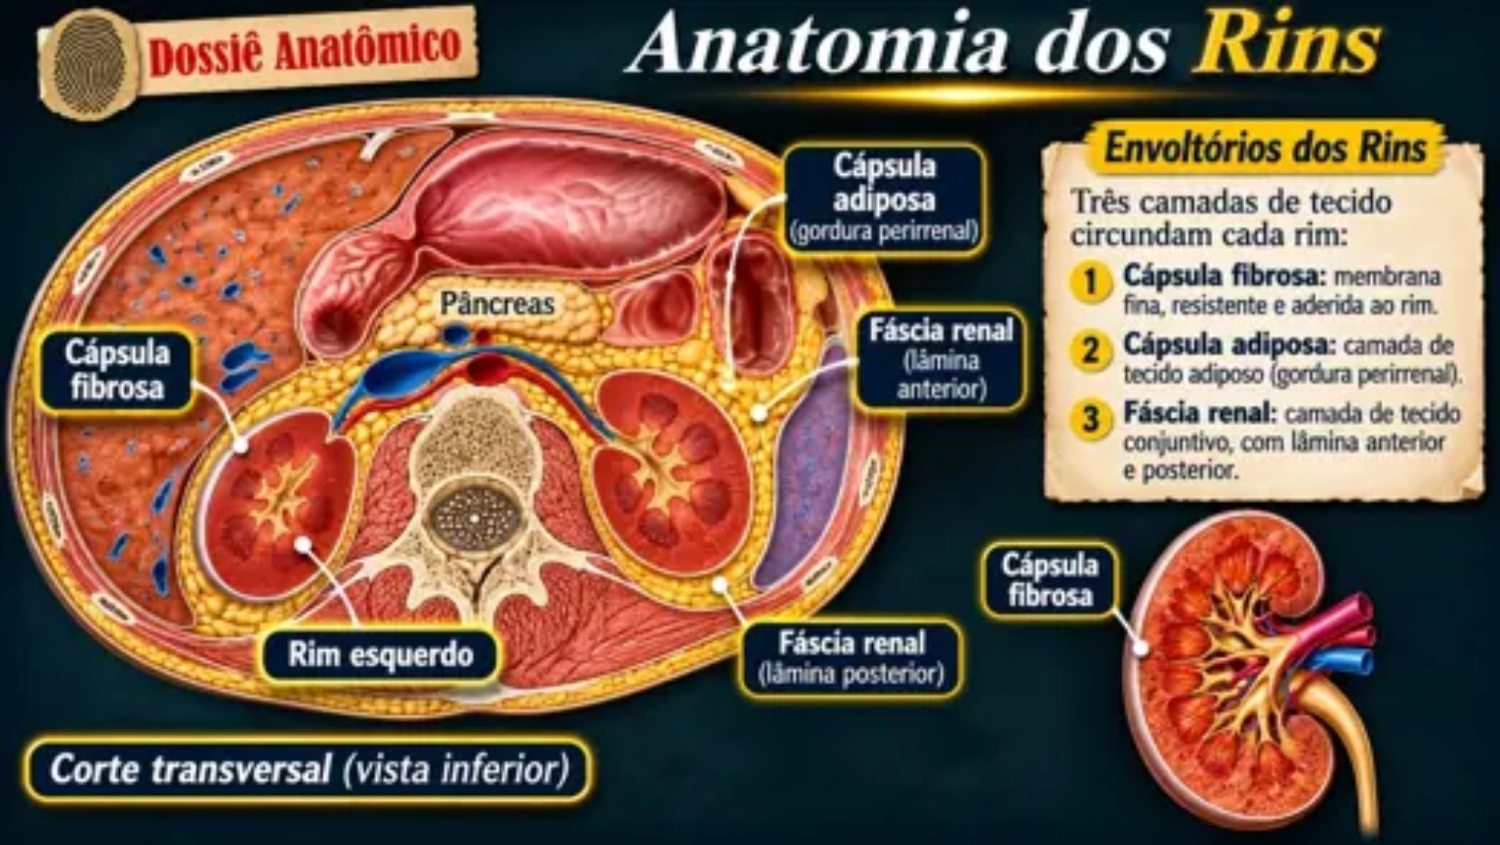 Dossiê Anatômico
Anatomia dos Rins
Cápsula
adiposa
(gordura perirrenal)
Pâncreas
Cápsula
fibrosa
Fáscia renal
(lâmina
anterior)
Rim esquerdo
Fáscia renal
(lâmina posterior)
Corte transversal (vista inferior)
Envoltórios dos Rins
Três camadas de tecido
circundam cada rim:
1 Cápsula fibrosa: membrana
fina, resistente e aderida ao rim.
2 Cápsula adiposa: camada de
tecido adiposo (gordura perirrenal).
3 Fáscia renal: camada de tecido
conjuntivo, com lâmina anterior
e posterior.
Cápsula
fibrosa